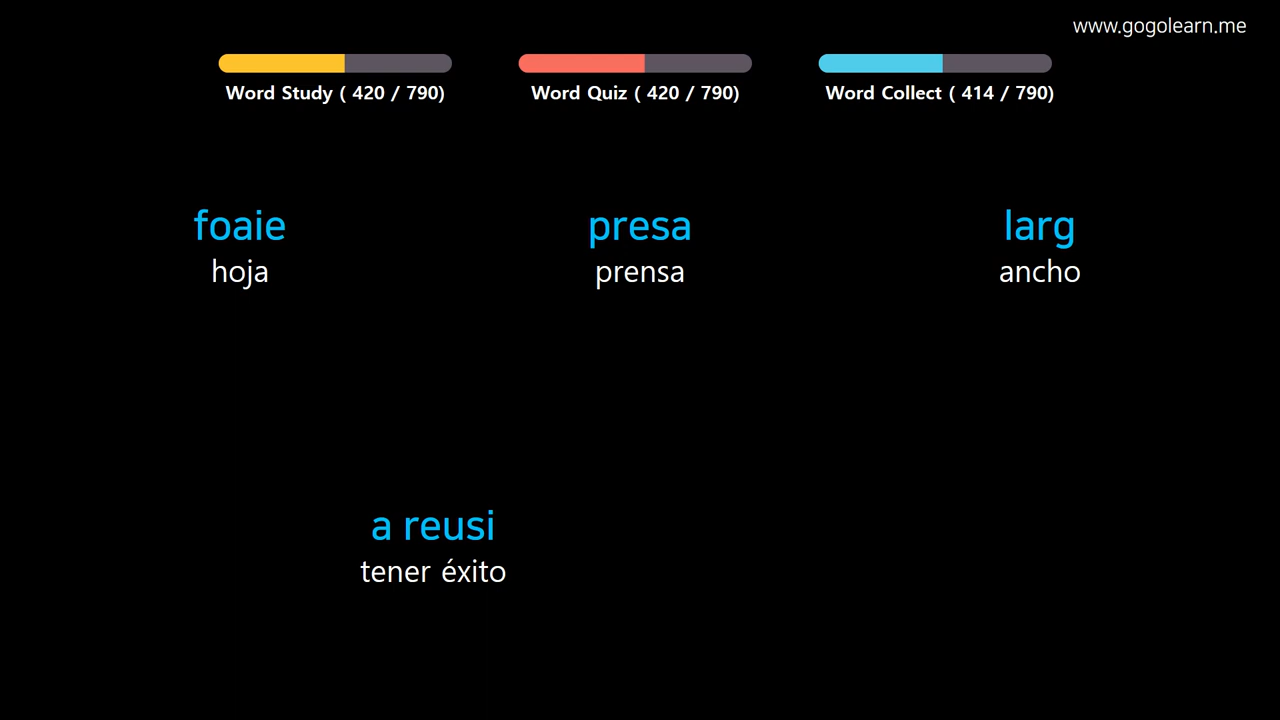 www.gogolearn.me
Word Study ( 420 / 790)
Word Quiz ( 420 / 790)
Word Collect ( 414 / 790)
foaie
hoja
presa
prensa
larg
ancho
a reusi
tener éxito